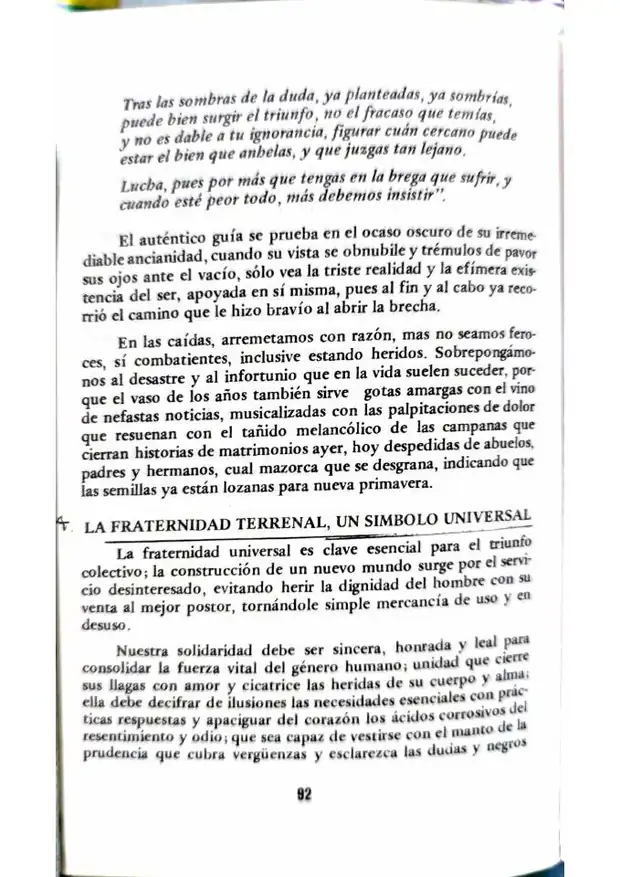 Tras las sombras de la duda, ya planteadas, ya sombrías,
puede bien surgir el triunfo, no el fracaso que temías,
y no es dable a tu ignorancia, figurar cuán cercano puede
estar el bien que anhelas, y que juzgas tan lejano.
Lucha, pues por más que tengas en la brega que sufrir, y
cuando esté peor todo, más debemos insistir".
El auténtico guía se prueba en el ocaso oscuro de su irreme-
diable ancianidad, cuando su vista se obnubile y trémulos de pavor
sus ojos ante el vacío, sólo vea la triste realidad y la efímera exis-
tencia del ser, apoyada en sí misma, pues al fin y al cabo ya reco-
rrió el camino que le hizo bravío al abrir la brecha.
En las caídas, arremetamos con razón, mas no seamos fero-
ces, sí combatientes, inclusive estando heridos. Sobrepongámo-
nos al desastre y al infortunio que en la vida suelen suceder, por-
que el vaso de los años también sirve gotas amargas con el vino
de nefastas noticias, musicalizadas con las palpitaciones de dolor
que resuenan con el tañido melancólico de las campanas que
cierran historias de matrimonios ayer, hoy despedidas de abuelos,
padres y hermanos, cual mazorca que se desgrana, indicando que
las semillas ya están lozanas para nueva primavera.
LA FRATERNIDAD TERRENAL, UN SIMBOLO UNIVERSAL
La fraternidad universal es clave esencial para el triunfo
colectivo; la construcción de un nuevo mundo surge por el servi-
cio desinteresado, evitando herir la dignidad del hombre con su
venta al mejor postor, tornándole simple mercancía de uso y en
desuso.
Nuestra solidaridad debe ser sincera, honrada y leal para
consolidar la fuerza vital del género humano; unidad que cierre
sus llagas con amor y cicatrice las heridas de su cuerpo y alma;
ella debe decifrar de ilusiones las necesidades esenciales con prác-
ticas respuestas y apaciguar del corazón los ácidos corrosivos del
resentimiento y odio; que sea capaz de vestirse con el manto de la
prudencia que cubra vergüenzas y esclarezca las dudas y negros
92